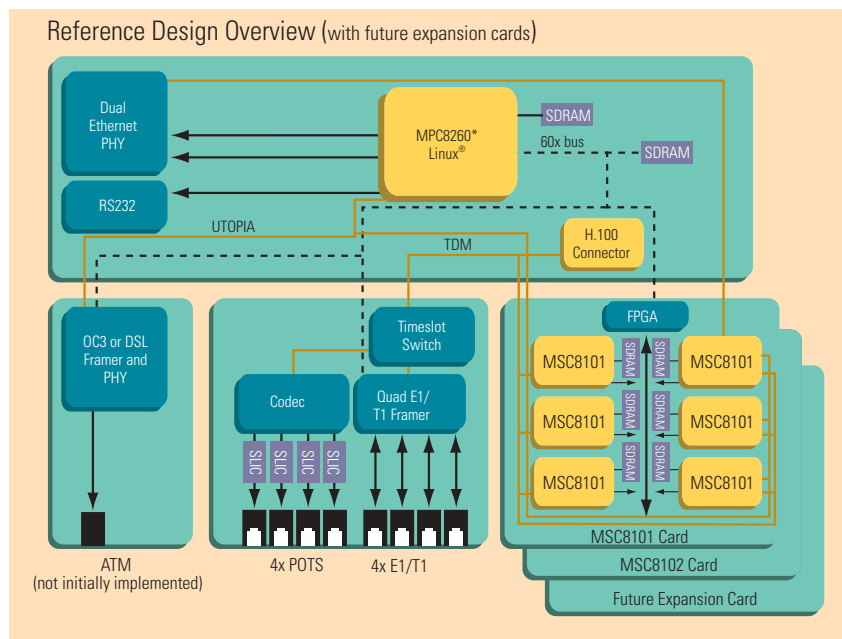 Reference Design Overview (with future expansion cards)
Dual
Ethernet
PHY
MPC8260*
Linux®
SDRAM
60x bus
SDRAM
RS232
UTOPIA
TDM
H.100
Connector
OC3 or DSL
Framer and
PHY
Timeslot
Switch
Codec
Quad E1/
T1 Framer
SLIC
SLIC
SLIC
SLIC
FPGA
MSC8101
SDRAM
SDRAM
MSC8101
MSC8101
SDRAM
SDRAM
MSC8101
MSC8101
SDRAM
SDRAM
MSC8101
MSC8101 Card
MSC8102 Card
Future Expansion Card
ATM
(not initially implemented)
4x POTS
4x E1/T1